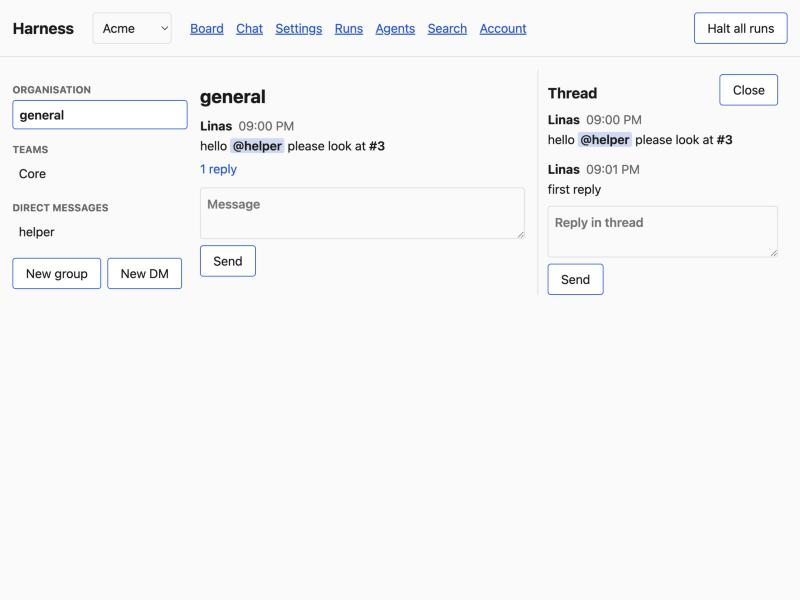 Harness Acme Board Chat Settings Runs Agents Search Account Halt all runs
ORGANISATION
general
TEAMS
Core
DIRECT MESSAGES
helper
New group New DM
general
Linas 09:00 PM
hello @helper please look at #3
1 reply
Message
Send
Thread Close
Linas 09:00 PM
hello @helper please look at #3
Linas 09:01 PM
first reply
Reply in thread
Send